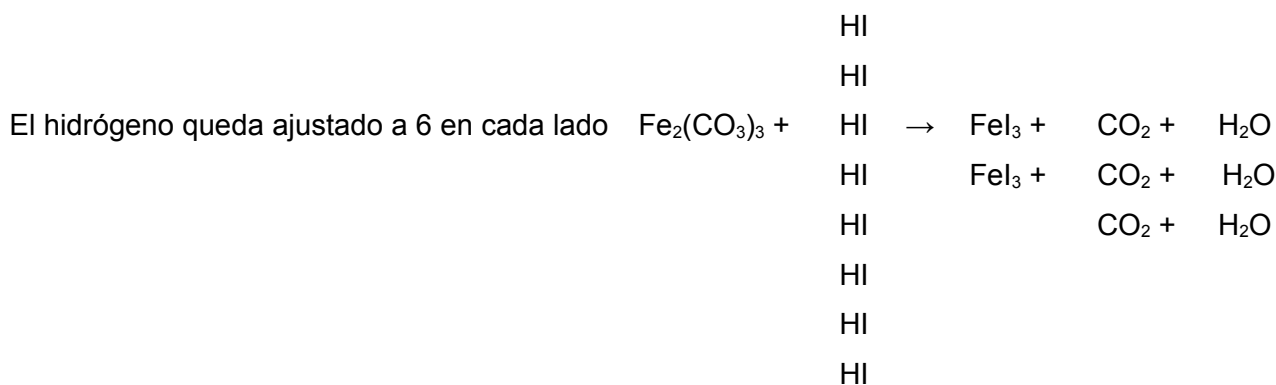 HI
HI
El hidrógeno queda ajustado a 6 en cada lado Fe₂(CO₃)₃ + HI → FeI₃ + CO₂ + H₂O
HI FeI₃ + CO₂ + H₂O
HI CO₂ + H₂O
HI
HI
HI